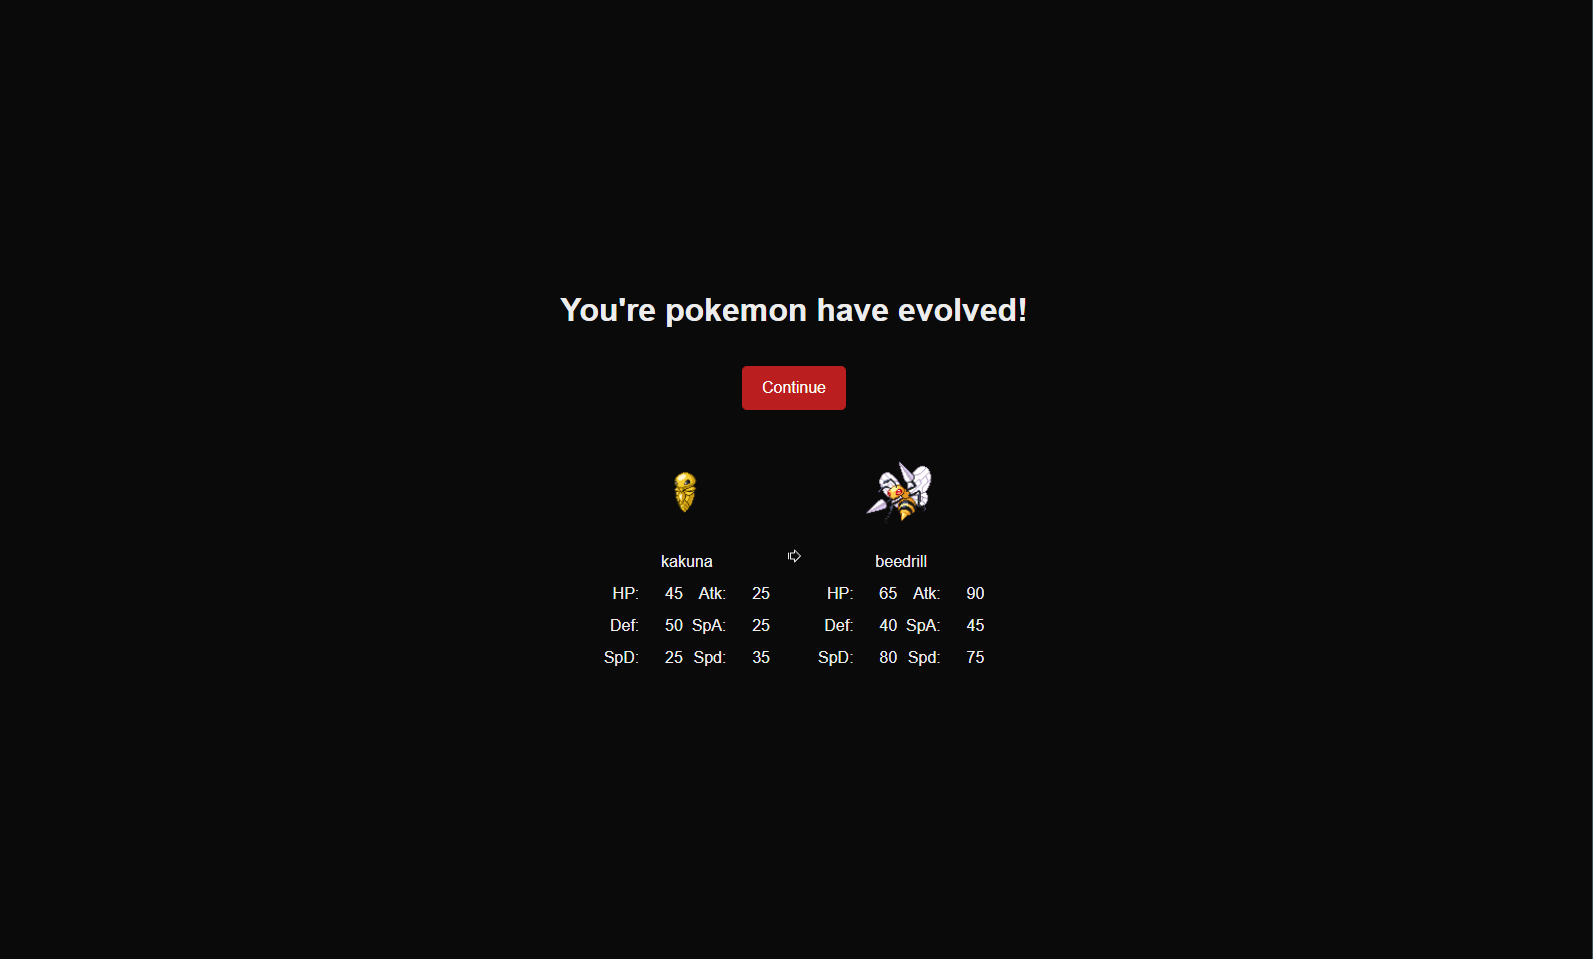 You're pokemon have evolved!
Continue
kakuna
HP: 45 Atk: 25
Def: 50 SpA: 25
SpD: 25 Spd: 35
⇨
beedrill
HP: 65 Atk: 90
Def: 40 SpA: 45
SpD: 80 Spd: 75